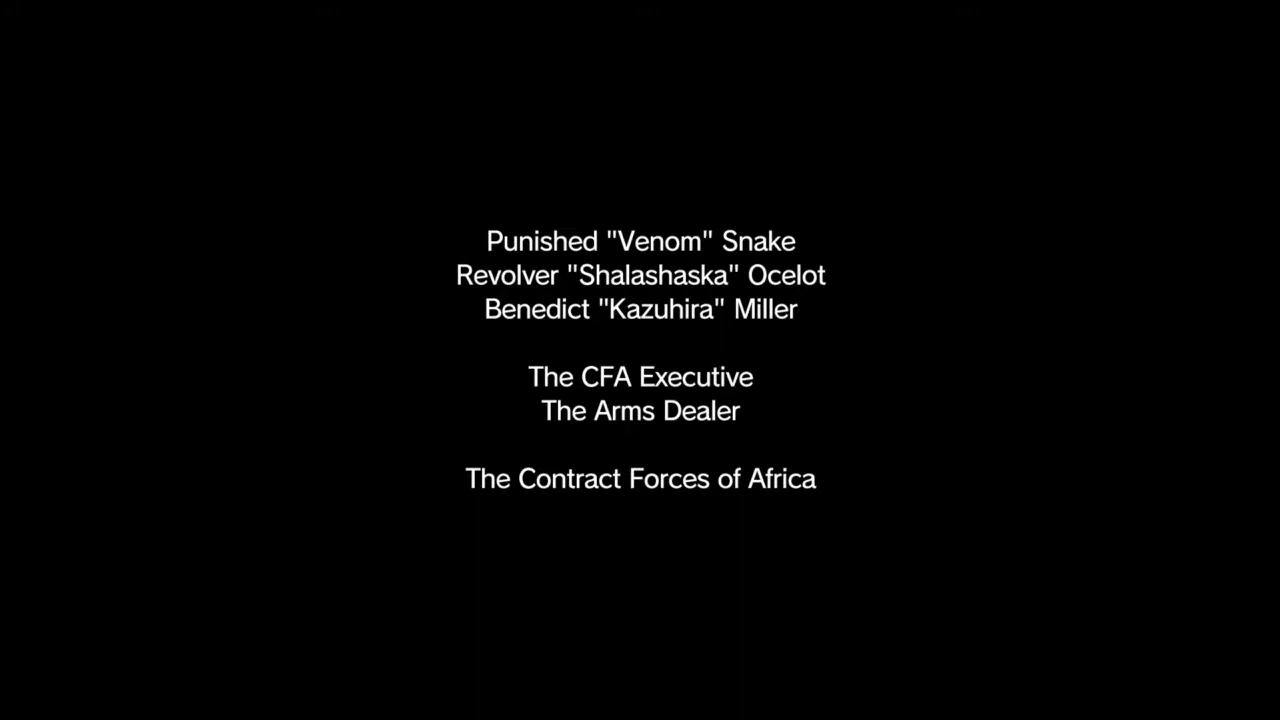 Punished "Venom" Snake
Revolver "Shalashaska" Ocelot
Benedict "Kazuhira" Miller
The CFA Executive
The Arms Dealer
The Contract Forces of Africa